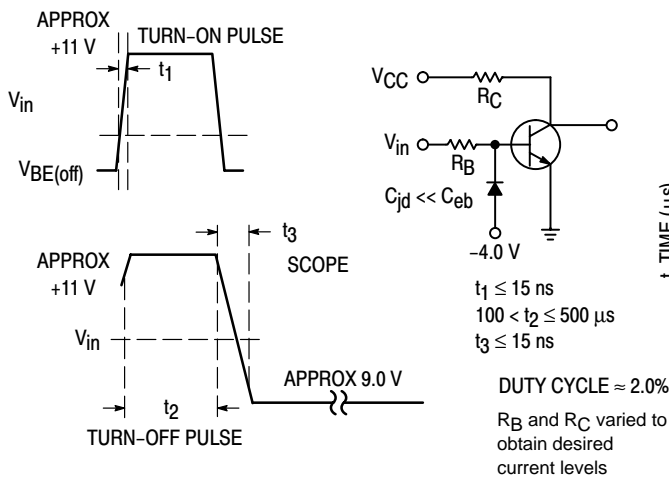 APPROX
+11 V
TURN–ON PULSE
t1
Vin
VBE(off)
APPROX
+11 V
Vin
t3
SCOPE
APPROX 9.0 V
t2
TURN–OFF PULSE
VCC
RC
Vin
RB
Cjd << Ceb
–4.0 V
t1 ≤ 15 ns
100 < t2 ≤ 500 μs
t3 ≤ 15 ns
DUTY CYCLE ≈ 2.0%
RB and RC varied to
obtain desired
current levels
t, TIME (μs)